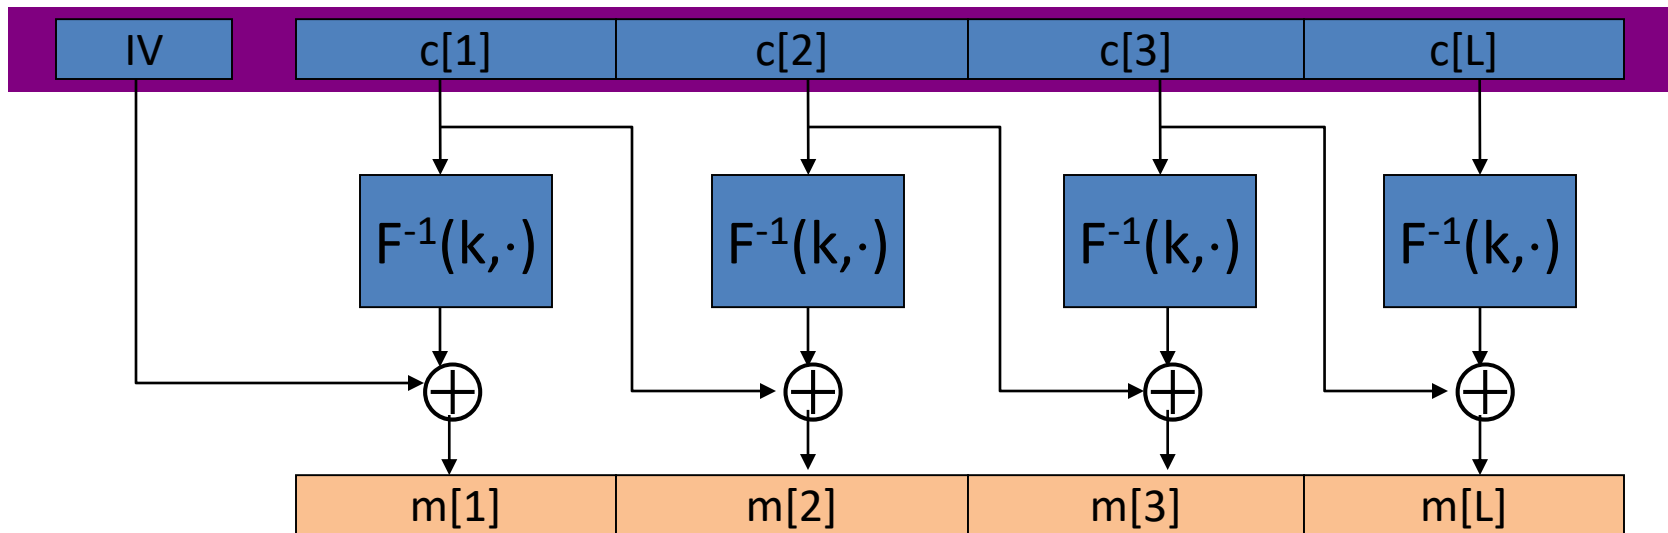 IV c[1] c[2] c[3] c[L]
F⁻¹(k,·) F⁻¹(k,·) F⁻¹(k,·) F⁻¹(k,·)
m[1] m[2] m[3] m[L]